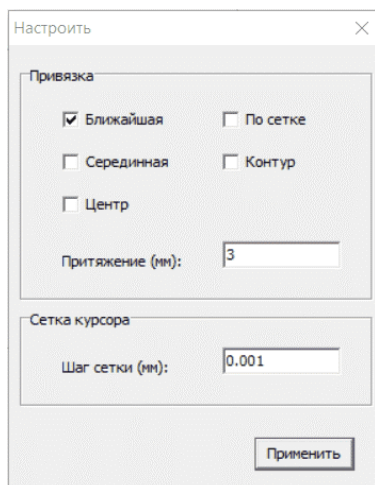 Настроить
Привязка
Ближайшая По сетке
Серединная Контур
Центр
Притяжение (мм): 3
Сетка курсора
Шаг сетки (мм): 0.001
Применить